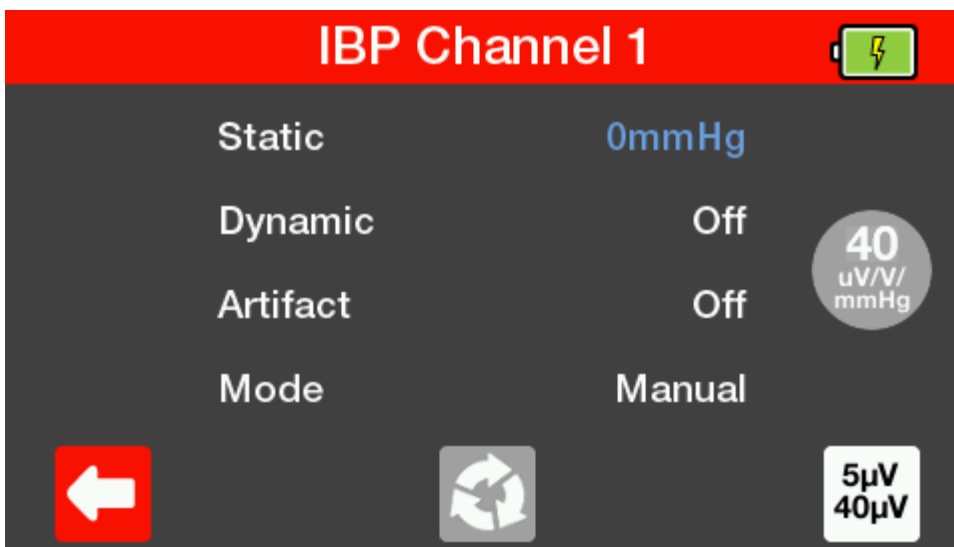 IBP Channel 1
Static 0mmHg
Dynamic Off
40
uV/V/
mmHg
Artifact Off
Mode Manual
5µV
40µV